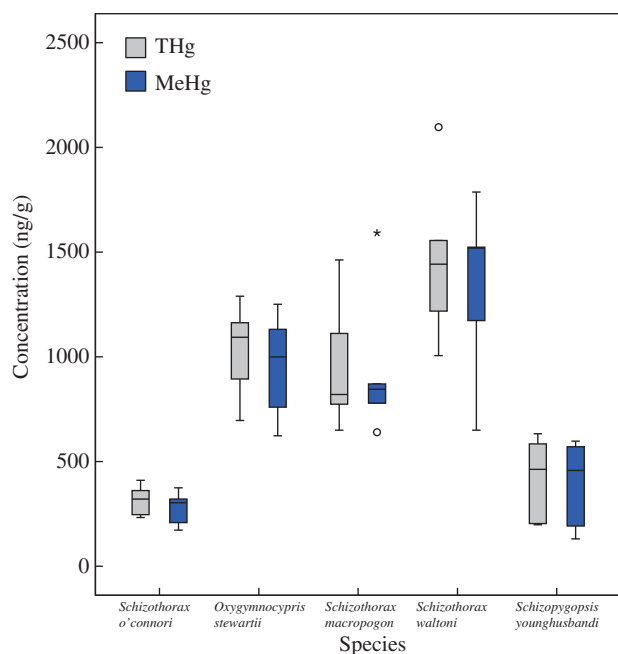 2500
THg
MeHg
2000
1500
1000
500
0
Concentration (ng/g)
Schizothorax
o'connori
Oxygymnocypris
stewartii
Schizothorax
macropogon
Schizothorax
waltoni
Schizopygopsis
younghusbandi
Species